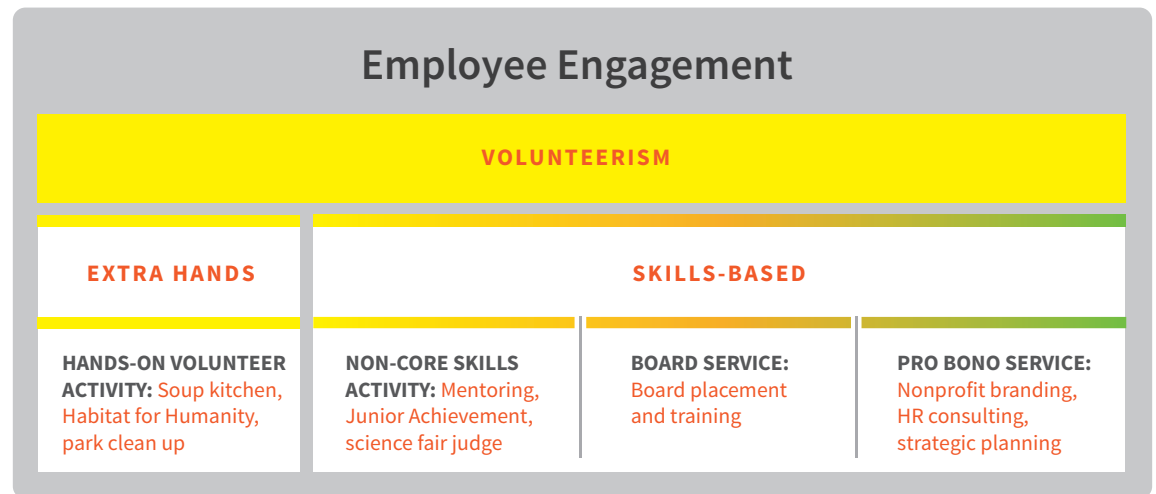 Employee Engagement
VOLUNTEERISM
EXTRA HANDS
SKILLS-BASED
HANDS-ON VOLUNTEER
ACTIVITY: Soup kitchen,
Habitat for Humanity,
park clean up
NON-CORE SKILLS
ACTIVITY: Mentoring,
Junior Achievement,
science fair judge
BOARD SERVICE:
Board placement
and training
PRO BONO SERVICE:
Nonprofit branding,
HR consulting,
strategic planning